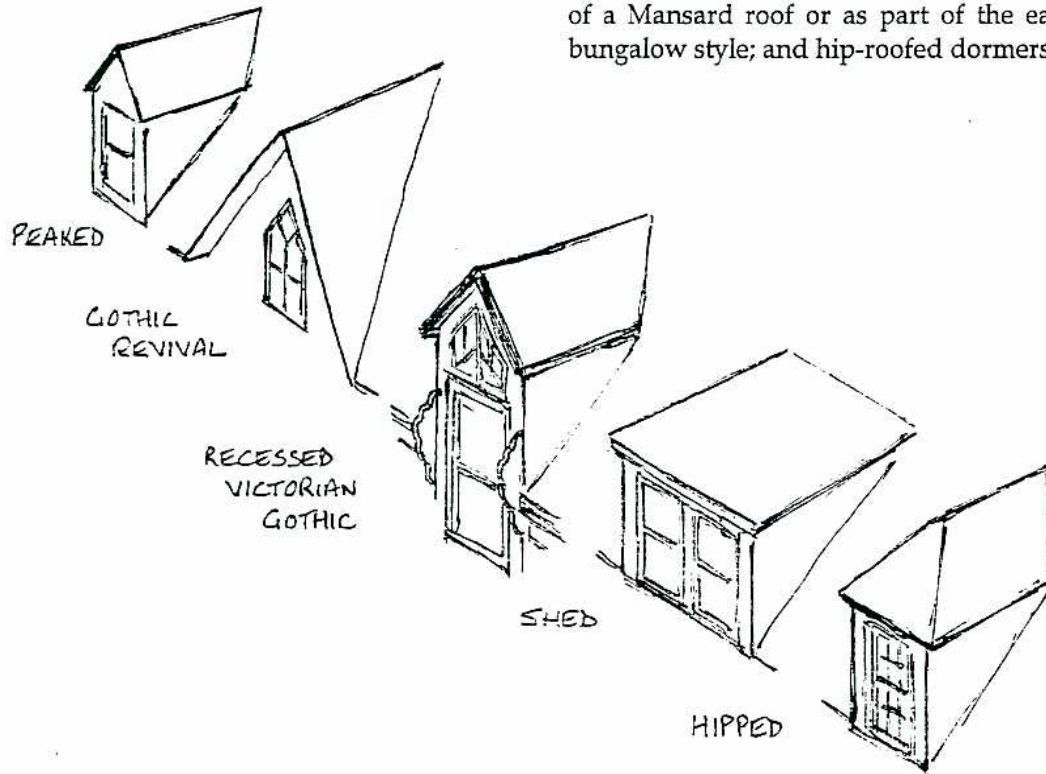 of a Mansard roof or as part of the ea
bungalow style; and hip-roofed dormers
PEAKED
GOTHIC
REVIVAL
RECESSED
VICTORIAN
GOTHIC
SHED
HIPPED